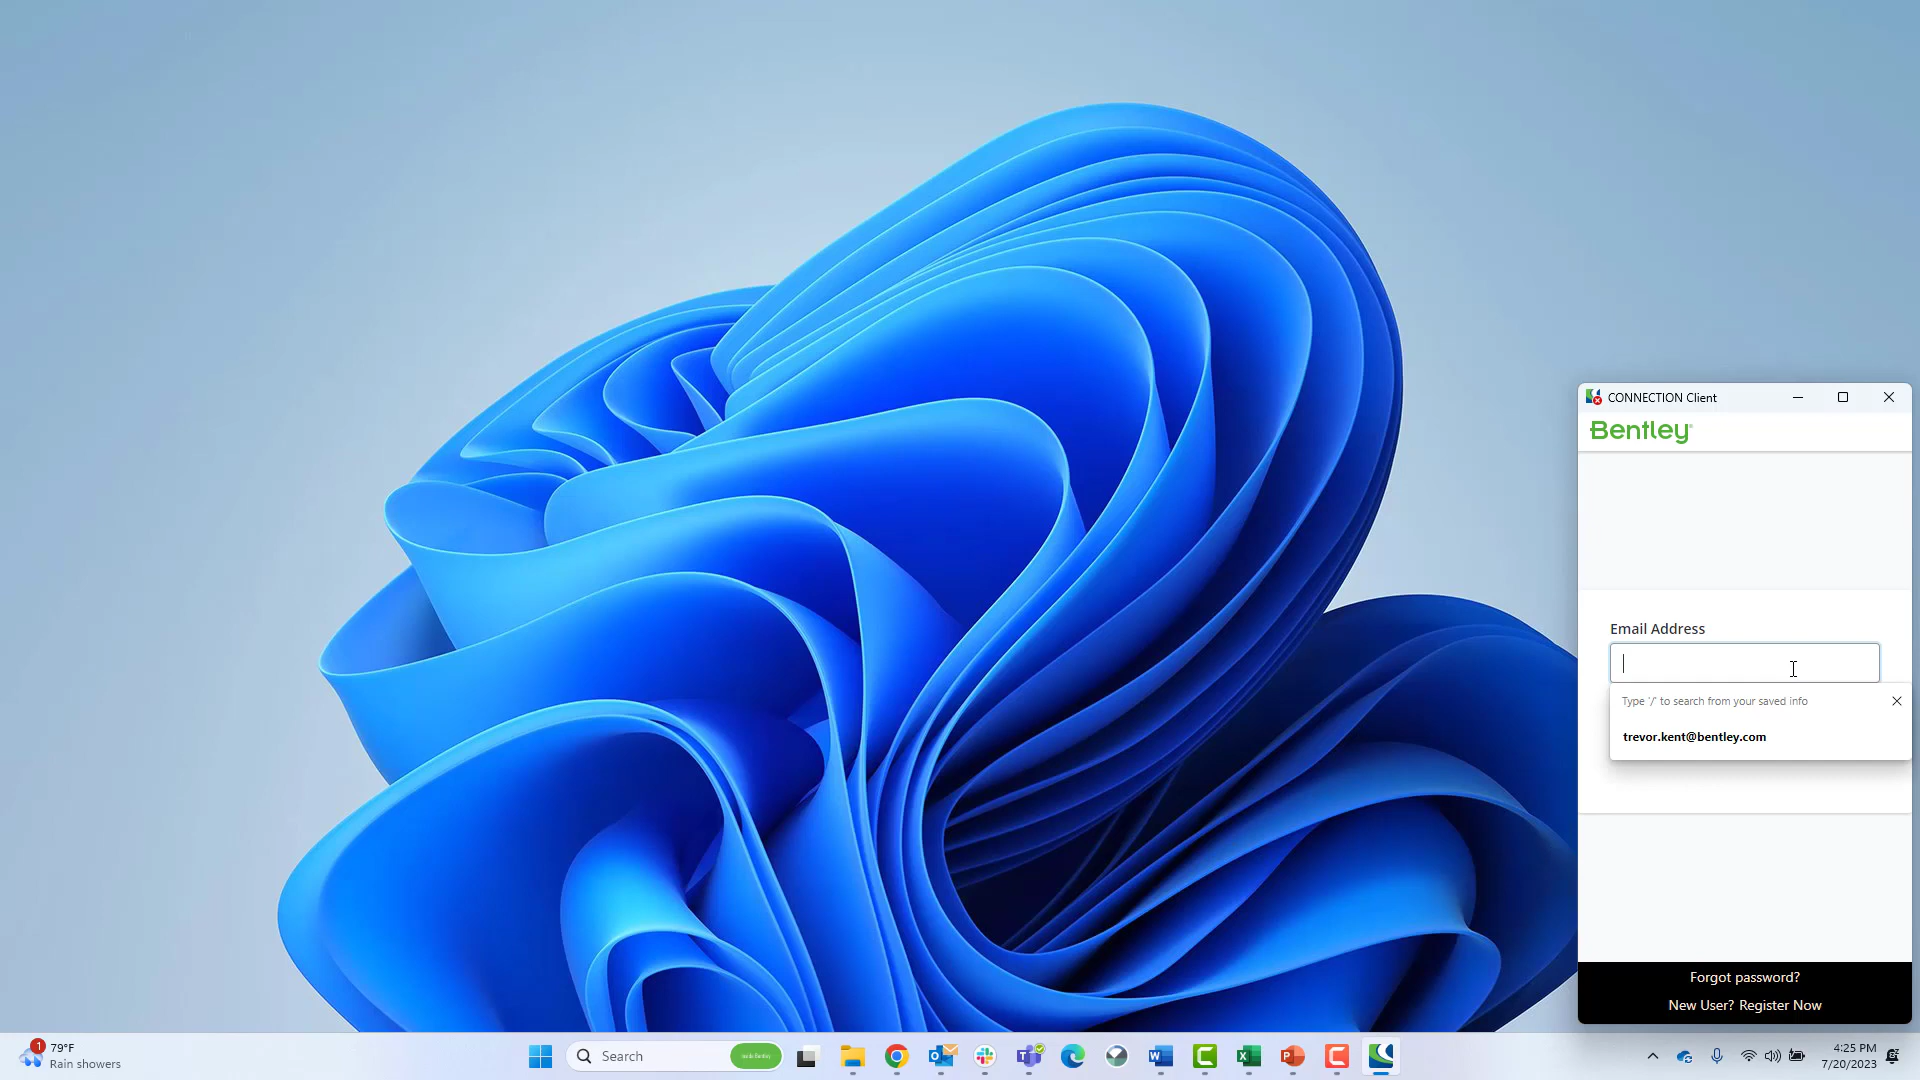 CONNECTION Client
Bentley
Email Address
Type '/' to search from your saved info
trevor.kent@bentley.com
Forgot password?
New User? Register Now
1
79°F
Rain showers
Search
4:25 PM
7/20/2023